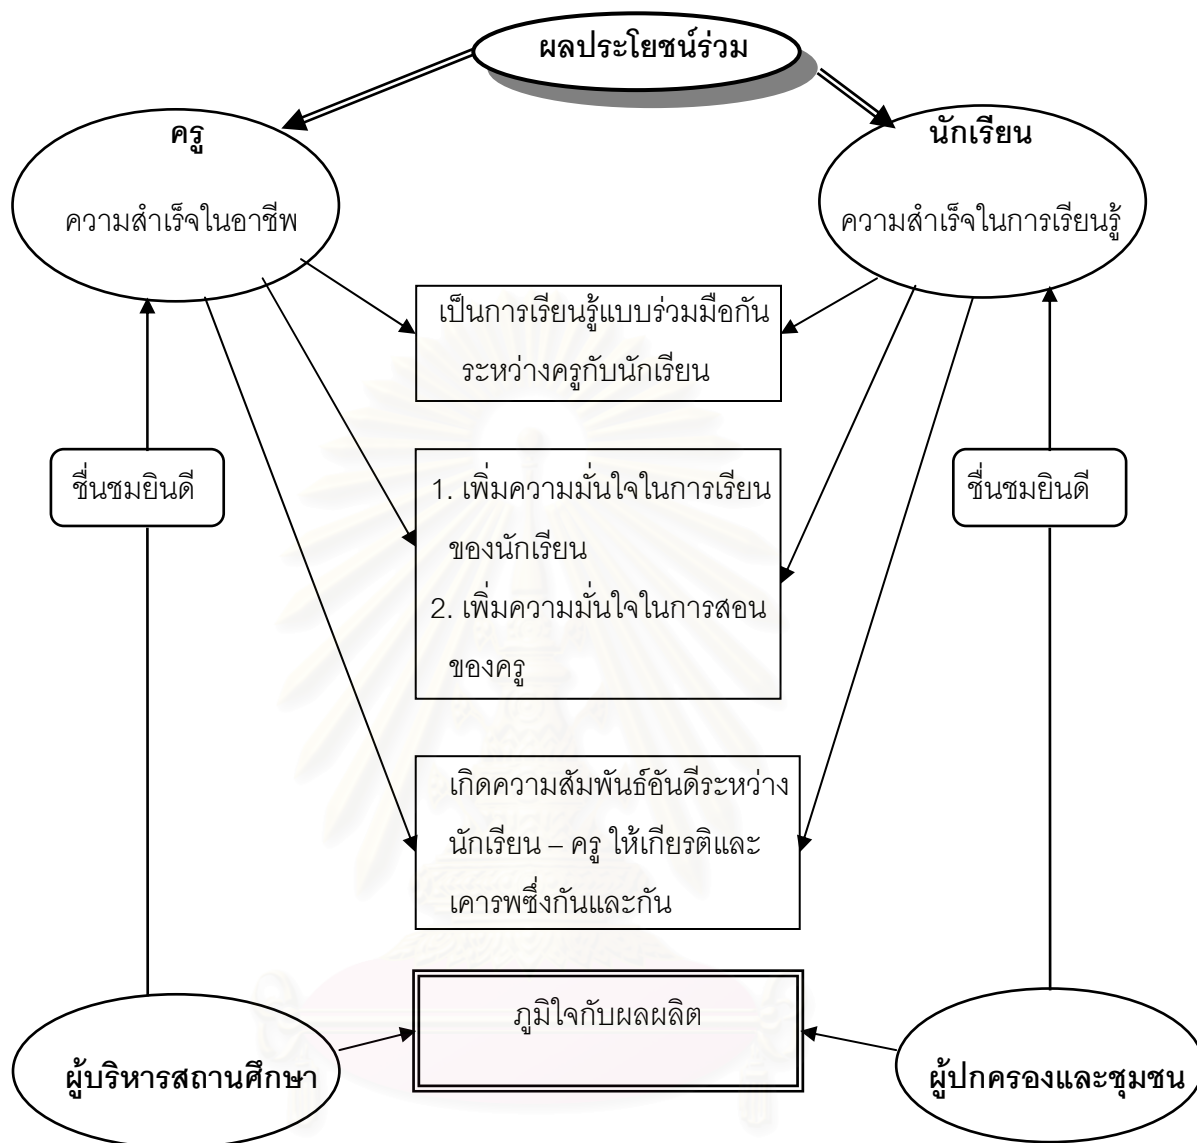 ผลประโยชน์ร่วม
ครู
ความสำเร็จในอาชีพ
นักเรียน
ความสำเร็จในการเรียนรู้
เป็นการเรียนรู้แบบร่วมมือกัน
ระหว่างครูกับนักเรียน
ชื่นชมยินดี
1. เพิ่มความมั่นใจในการเรียน
ของนักเรียน
2. เพิ่มความมั่นใจในการสอน
ของครู
ชื่นชมยินดี
เกิดความสัมพันธ์อันดีระหว่าง
นักเรียน – ครู ให้เกียรติและ
เคารพซึ่งกันและกัน
ภูมิใจกับผลผลิต
ผู้บริหารสถานศึกษา
ผู้ปกครองและชุมชน